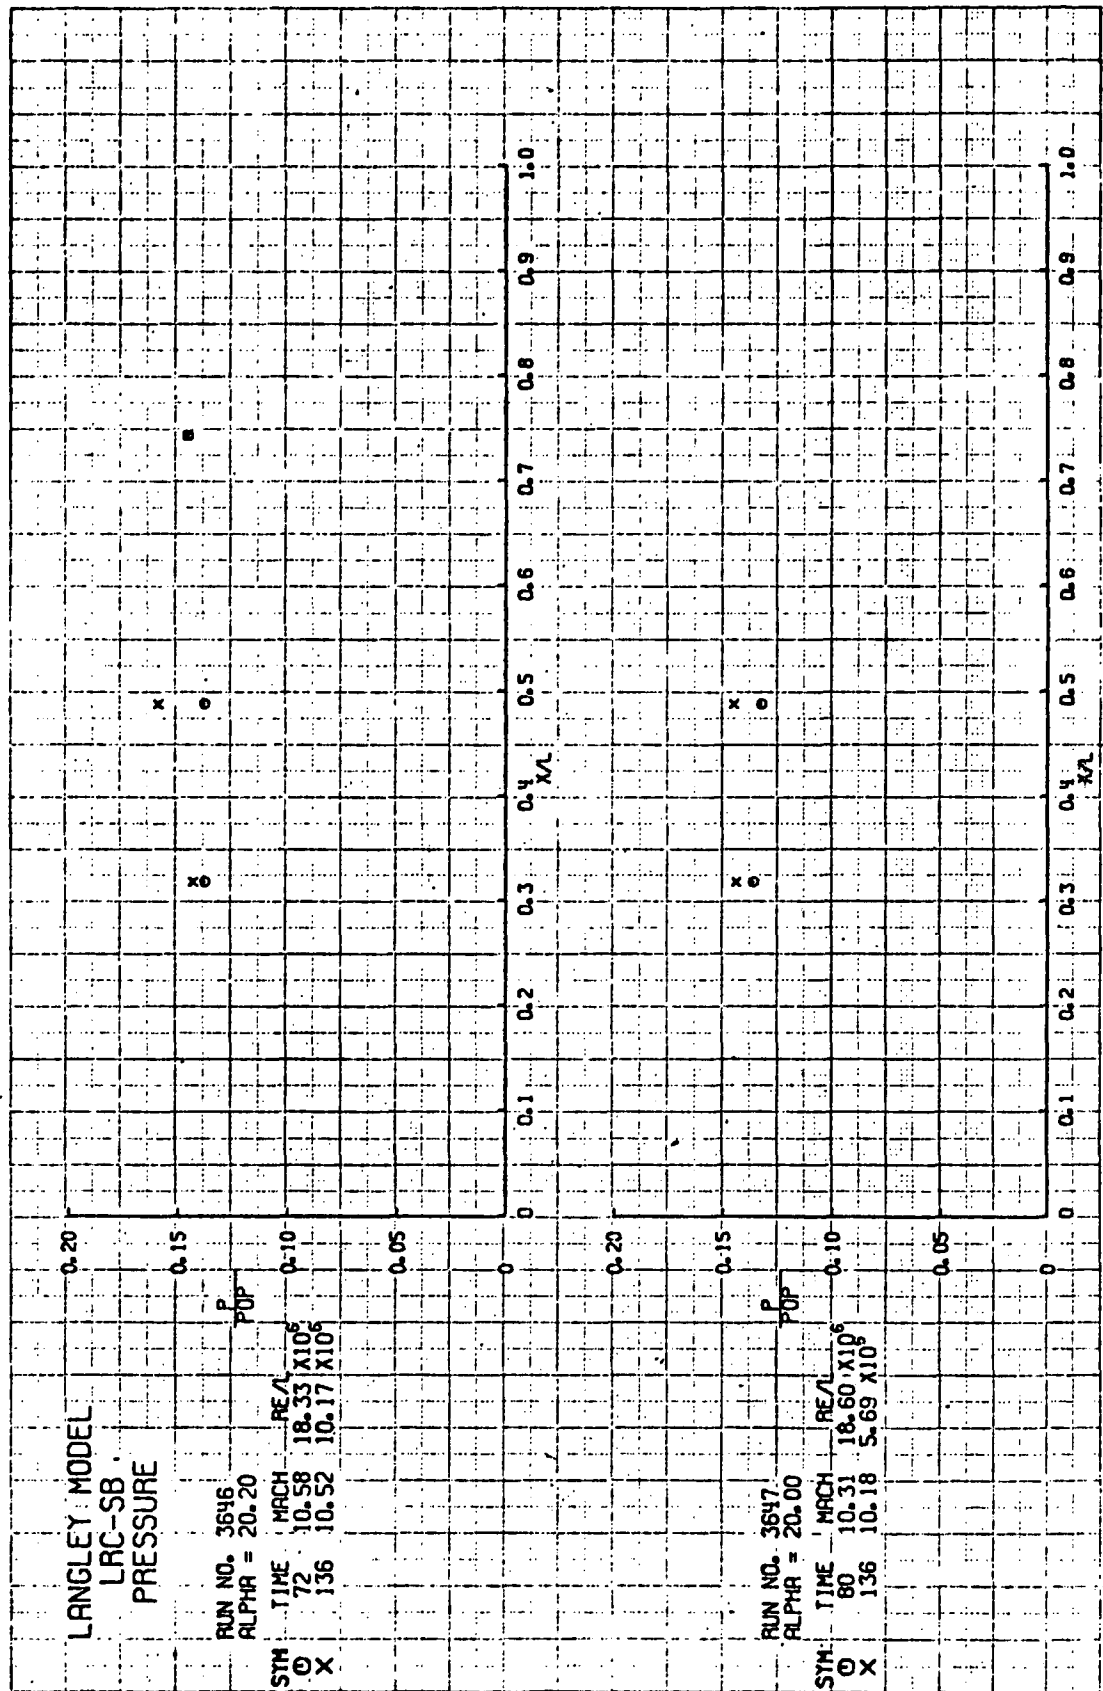 LANGLEY MODEL
LRC-SB
PRESSURE
RUN NO. 3646
ALPHA = 20.20
SYM TIME MACH RE/L
⊙ 72 10.58 18.33 X10⁶
X 136 10.52 10.17 X10⁶
P
POP
0.20
0.15
0.10
0.05
0
0 0.1 0.2 0.3 0.4 0.5 0.6 0.7 0.8 0.9 1.0
X/L
RUN NO. 3647
ALPHA = 20.00
SYM TIME MACH RE/L
⊙ 80 10.31 18.60 X10⁶
X 136 10.18 5.69 X10⁶
P
POP
0.20
0.15
0.10
0.05
0
0 0.1 0.2 0.3 0.4 0.5 0.6 0.7 0.8 0.9 1.0
X/L